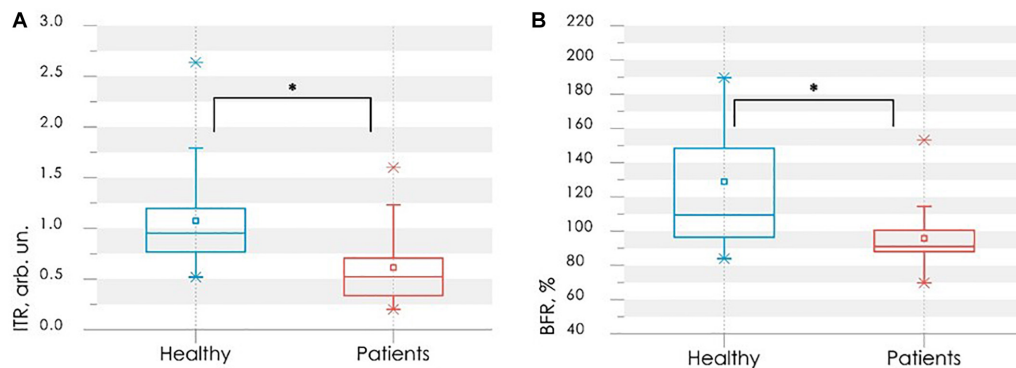 A
ITR, arb. un.
3.0
2.5
2.0
1.5
1.0
0.5
0.0
*
Healthy
Patients
B
BFR, %
220
200
180
160
140
120
100
80
60
40
*
Healthy
Patients